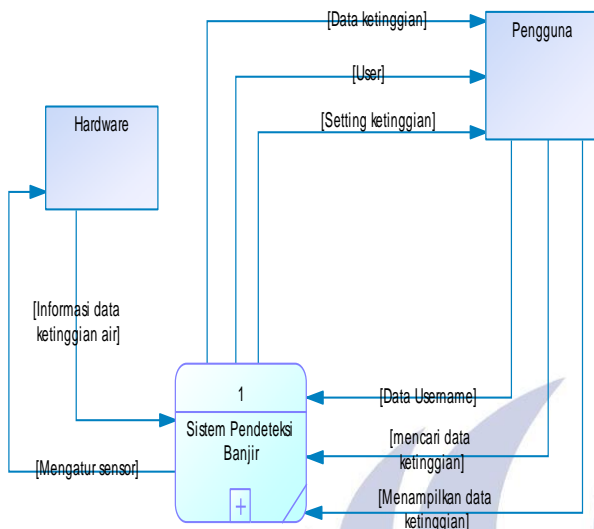 [Data ketinggian]
Pengguna
[User]
Hardware
[Setting ketinggian]
[Informasi data
ketinggian air]
1
Sistem Pendeteksi
Banjir
[Data Username]
[mencari data
ketinggian]
[Mengatur sensor]
[Menampilkan data
ketinggian]